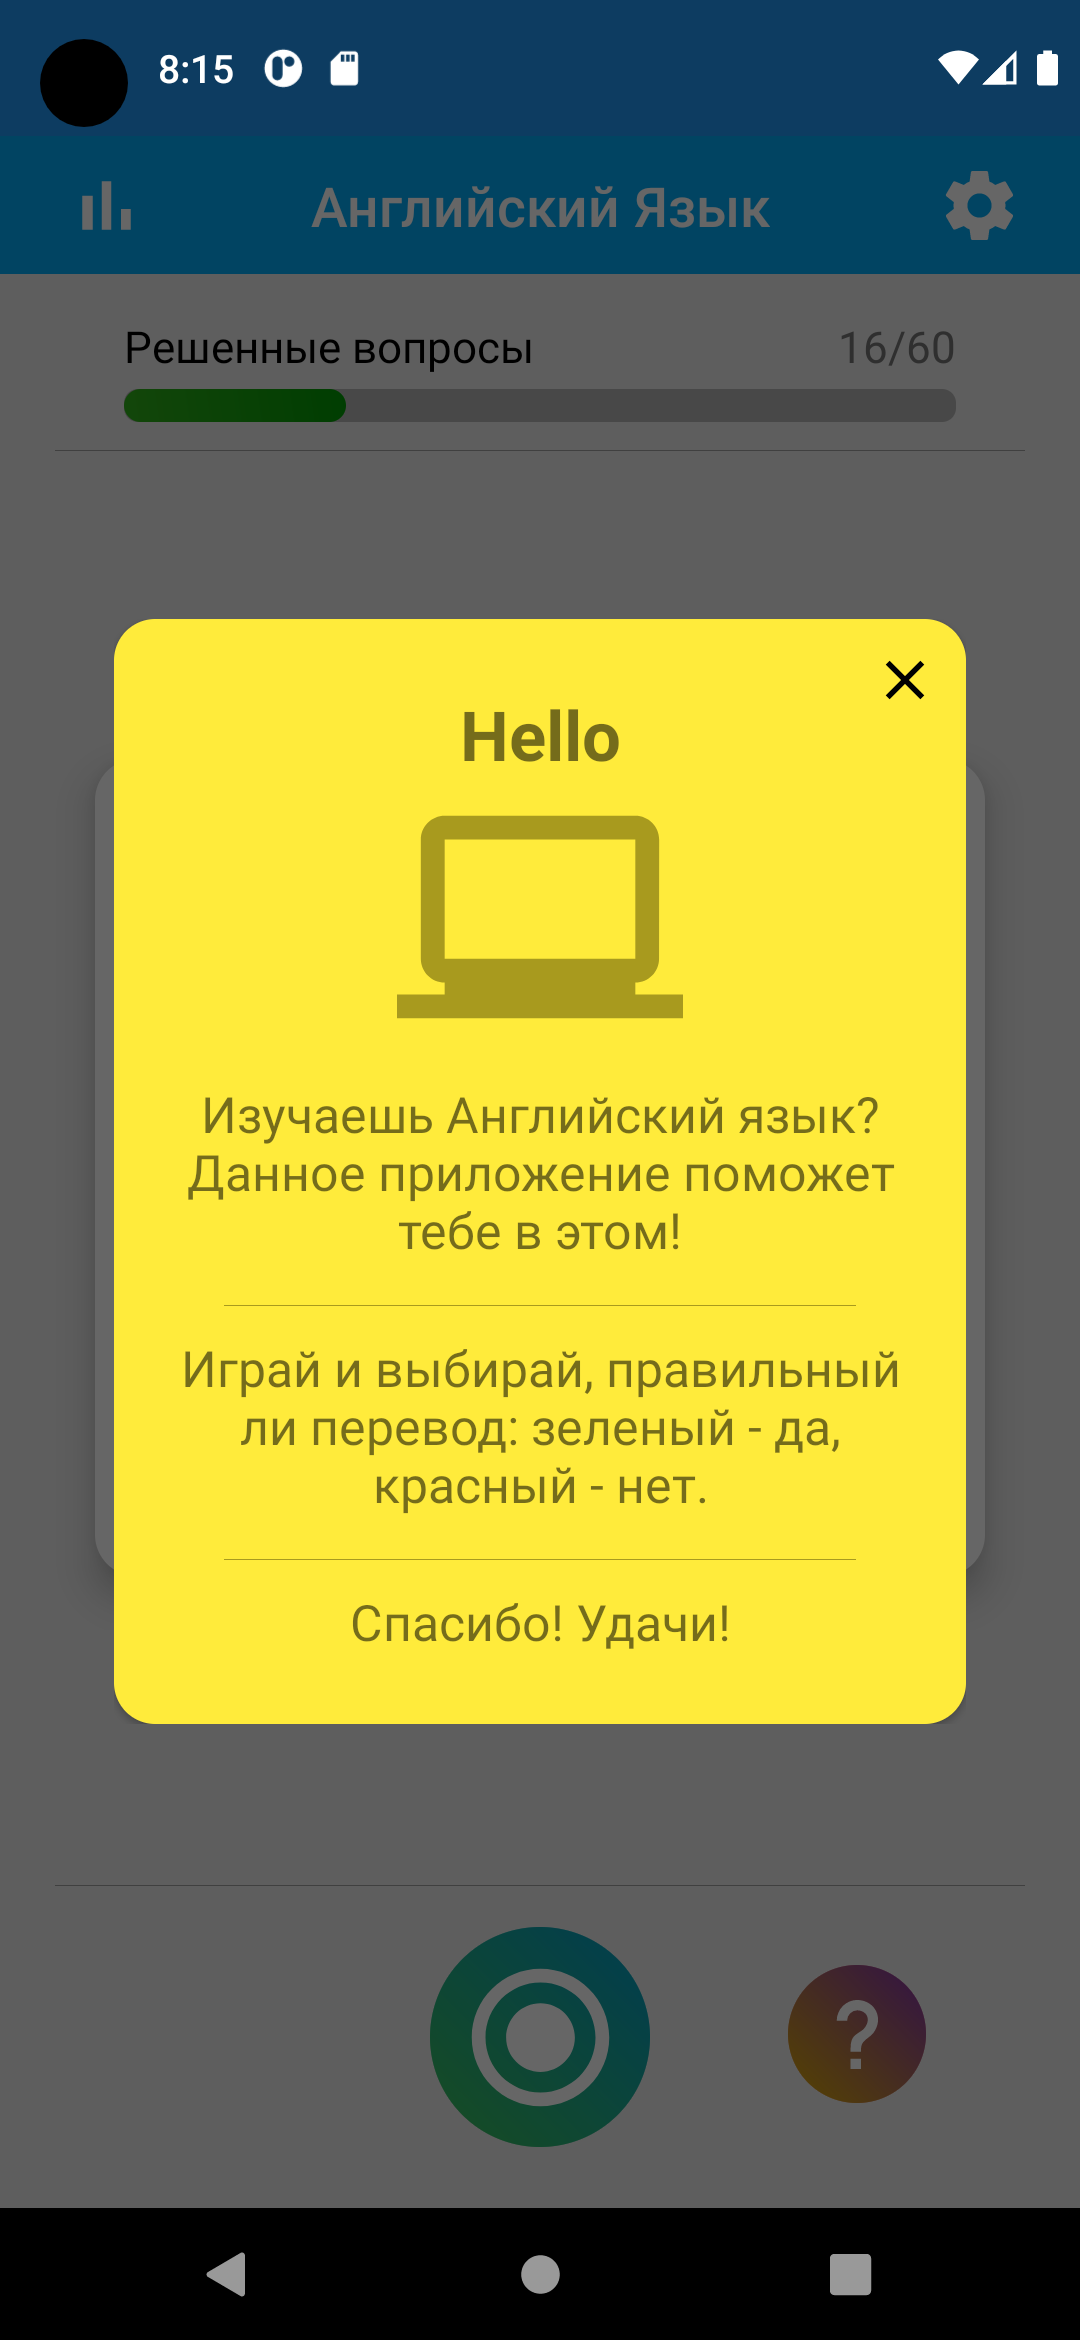 8:15
Английский Язык
Решенные вопросы 16/60
Hello
Изучаешь Английский язык?
Данное приложение поможет
тебе в этом!
Играй и выбирай, правильный
ли перевод: зеленый - да,
красный - нет.
Спасибо! Удачи!
?